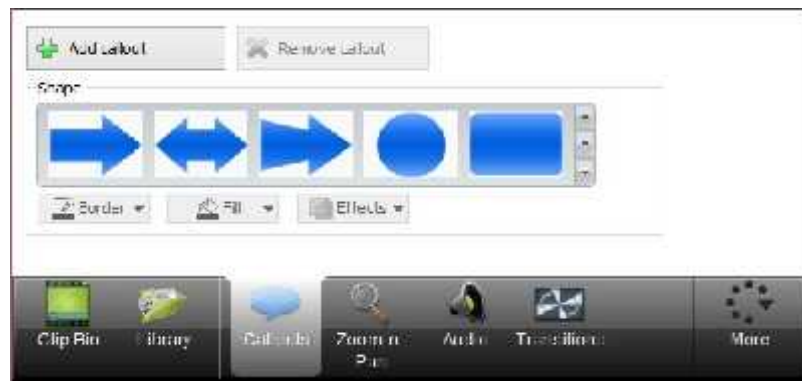 Add callout
Remove callout
Shape
Border
Fill
Effects
Clip Bin
Library
Callouts
Zoom-n-
Pan
Audio
Transitions
More